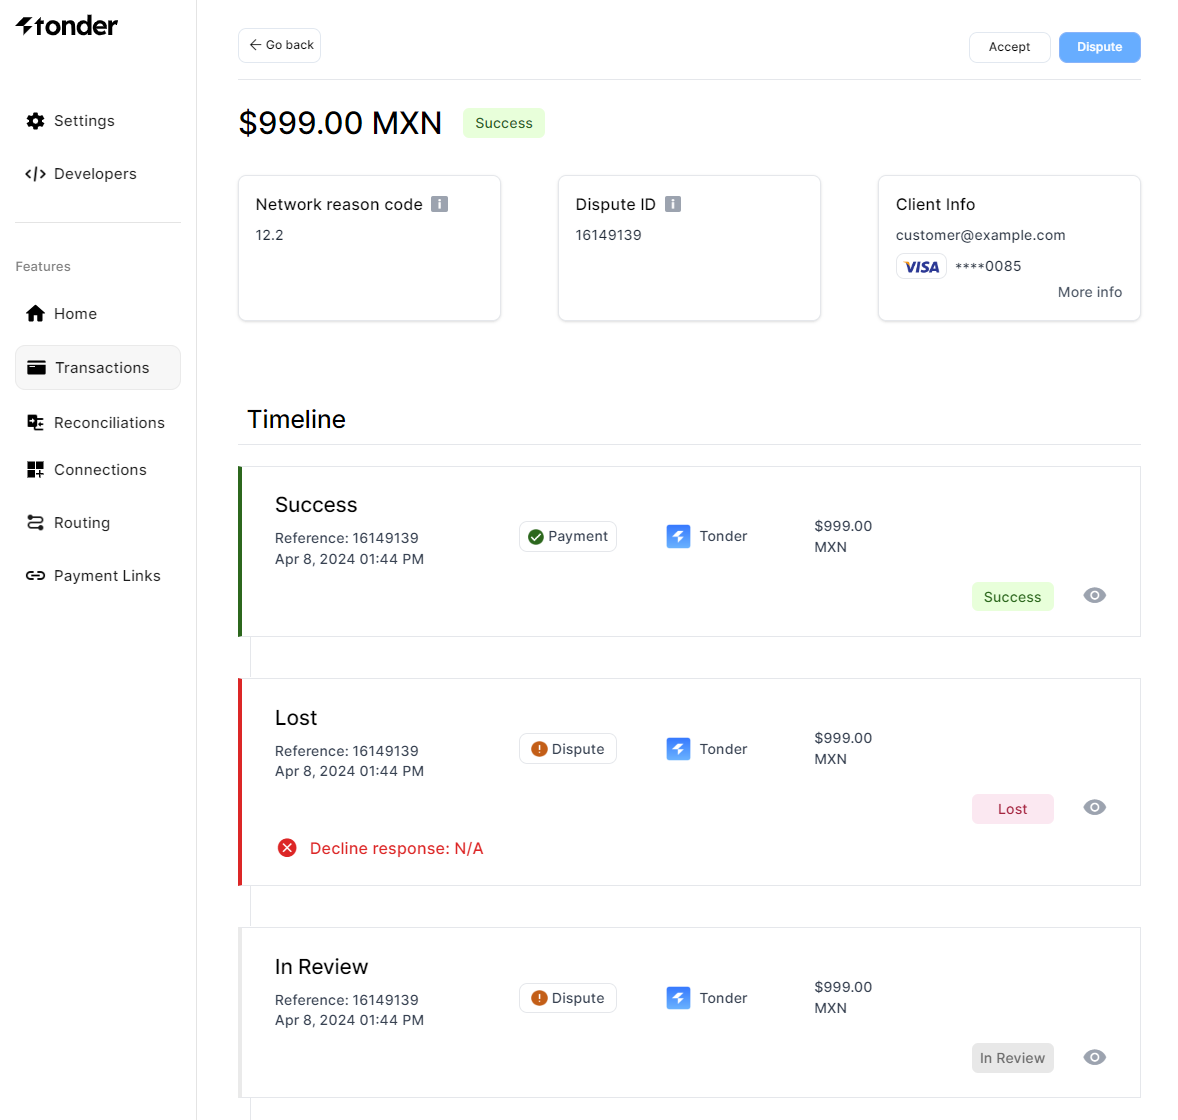 tonder
Go back
Accept
Dispute
Settings
Developers
Features
Home
Transactions
Reconciliations
Connections
Routing
Payment Links
$999.00 MXN
Success
Network reason code
12.2
Dispute ID
16149139
Client Info
customer@example.com
VISA ****0085
More info
Timeline
Success
Reference: 16149139
Apr 8, 2024 01:44 PM
Payment
Tonder
$999.00
MXN
Success
Lost
Reference: 16149139
Apr 8, 2024 01:44 PM
Dispute
Tonder
$999.00
MXN
Lost
Decline response: N/A
In Review
Reference: 16149139
Apr 8, 2024 01:44 PM
Dispute
Tonder
$999.00
MXN
In Review